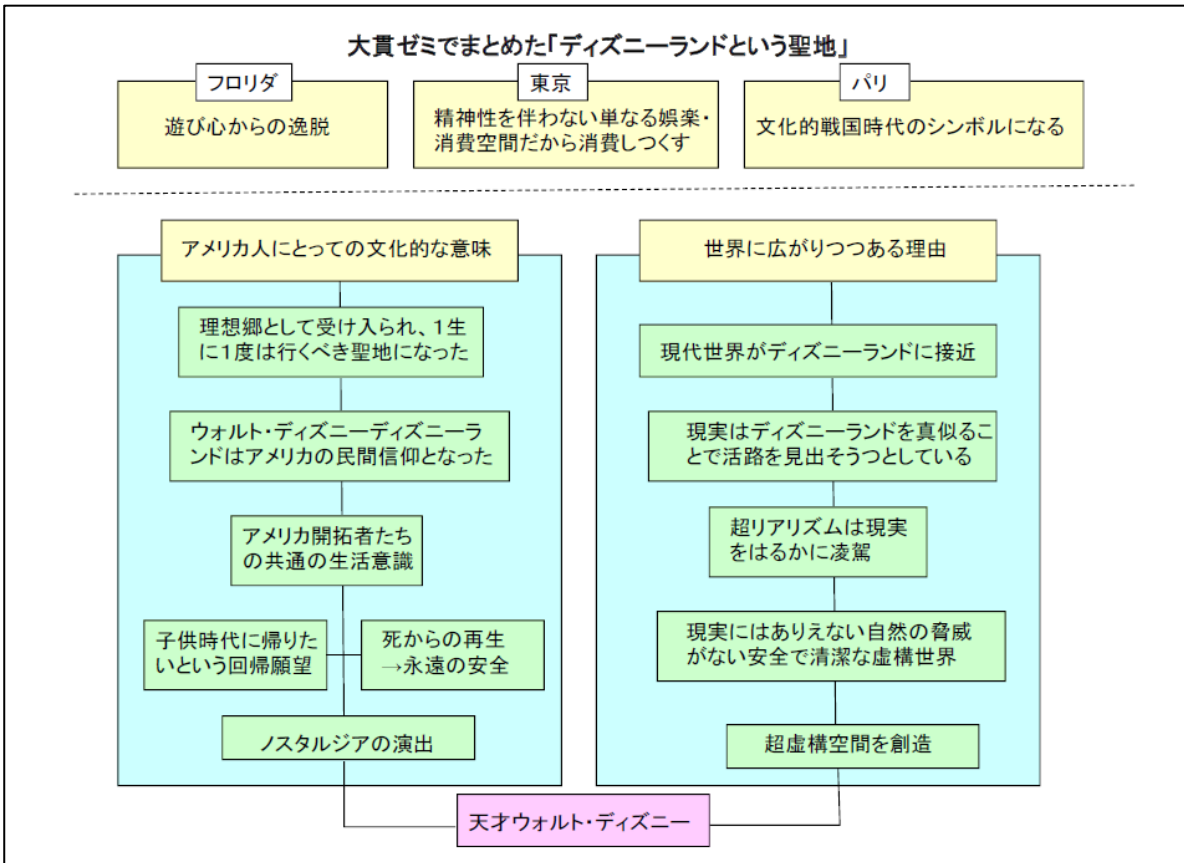 大貫ゼミでまとめた「ディズニーランドという聖地」
フロリダ
遊び心からの逸脱
東京
精神性を伴わない単なる娯楽・
消費空間だから消費しつくす
パリ
文化的戦国時代のシンボルになる
アメリカ人にとっての文化的な意味
理想郷として受け入れられ、1生
に1度は行くべき聖地になった
ウォルト・ディズニーディズニーラ
ンドはアメリカの民間信仰となった
アメリカ開拓者たち
の共通の生活意識
子供時代に帰りた
いという回帰願望
死からの再生
→永遠の安全
ノスタルジアの演出
世界に広がりつつある理由
現代世界がディズニーランドに接近
現実はディズニーランドを真似るこ
とで活路を見出そうつとしている
超リアリズムは現実
をはるかに凌駕
現実にはありえない自然の脅威
がない安全で清潔な虚構世界
超虚構空間を創造
天才ウォルト・ディズニー